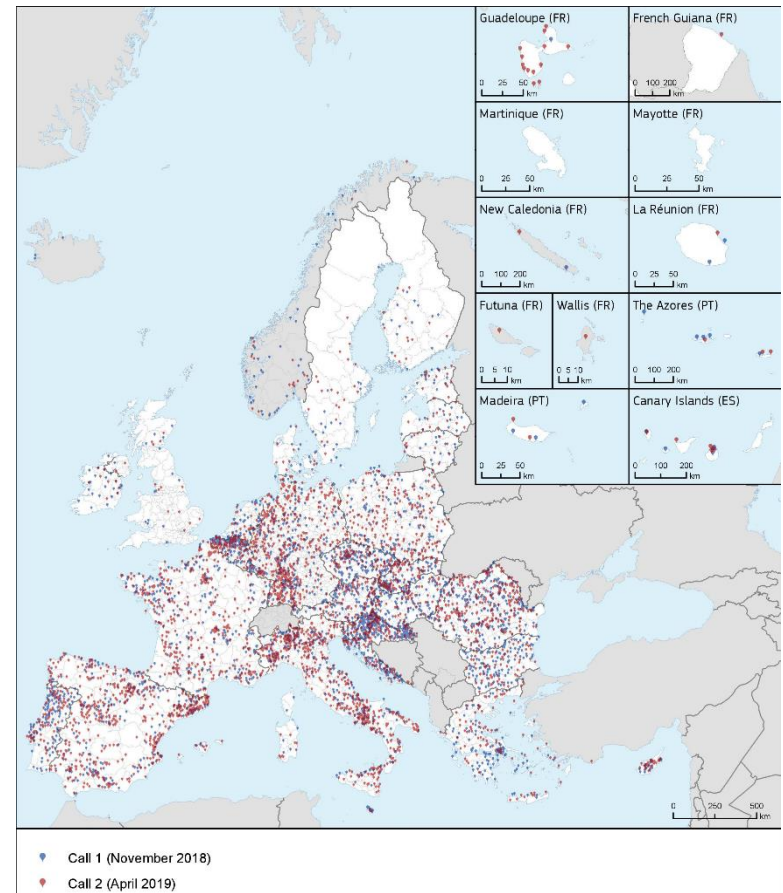 Guadeloupe (FR)
0 25 50
km
French Guiana (FR)
0 100 200
km
Martinique (FR)
0 25 50
km
Mayotte (FR)
0 25 50
km
New Caledonia (FR)
0 100 200
km
La Réunion (FR)
0 25 50
km
Futuna (FR)
0 5 10
km
Wallis (FR)
0 5 10
km
The Azores (PT)
0 100 200
km
Madeira (PT)
0 25 50
km
Canary Islands (ES)
0 100 200
km
0 250 500
km
Call 1 (November 2018)
Call 2 (April 2019)